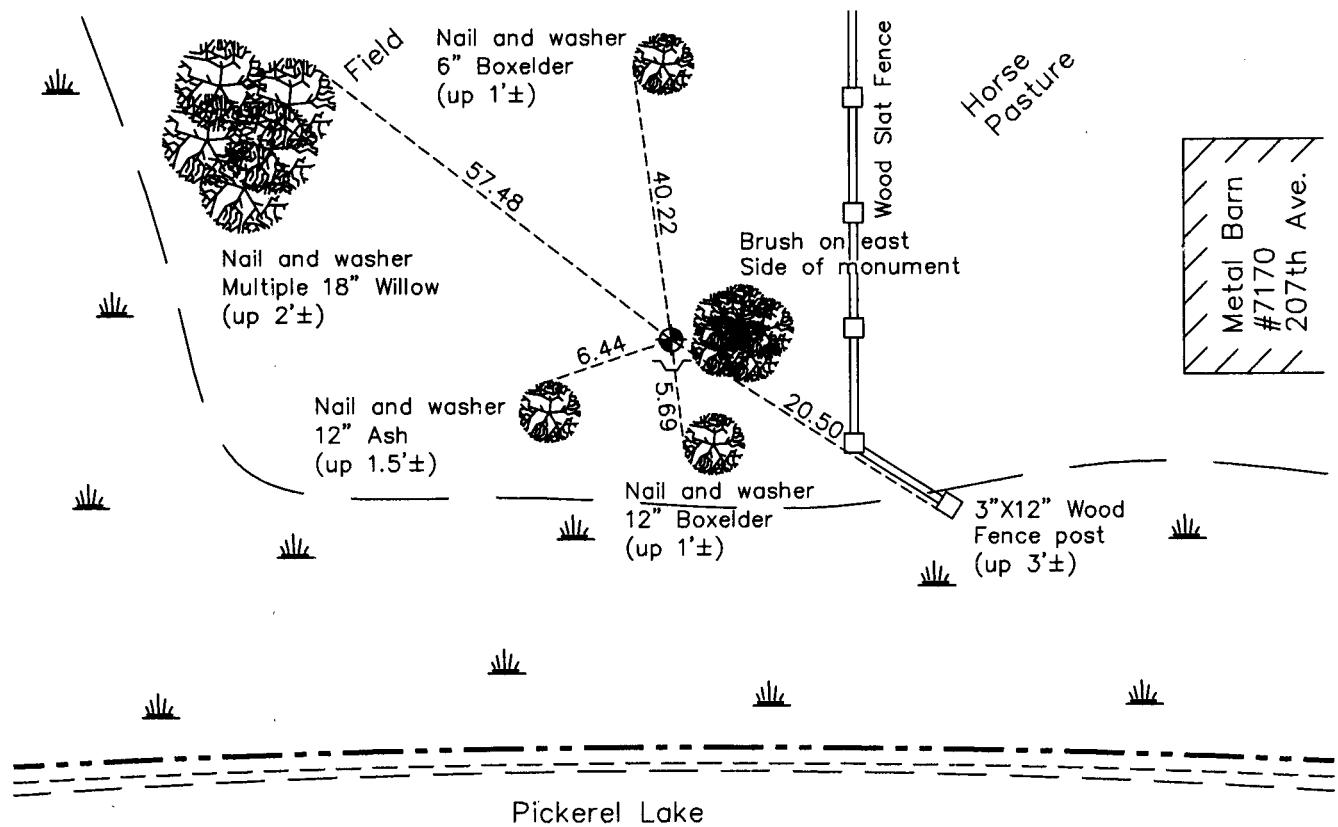 Field
Nail and washer
6" Boxelder
(up 1'±)
Wood Slat Fence
Horse
Pasture
57.48
40.22
Metal Barn
#7170
207th Ave.
Nail and washer
Multiple 18" Willow
(up 2'±)
Brush on east
Side of monument
6.44
5.69
20.50
Nail and washer
12" Ash
(up 1.5'±)
Nail and washer
12" Boxelder
(up 1'±)
3"X12" Wood
Fence post
(up 3'±)
Pickerel Lake